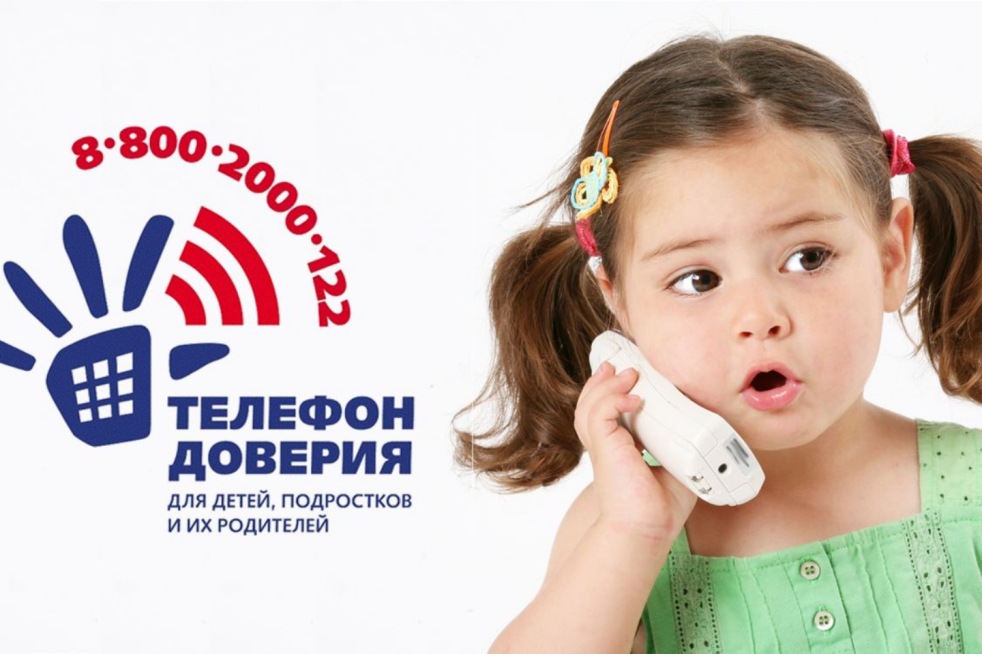 8·800·2000·122
ТЕЛЕФОН
ДОВЕРИЯ
ДЛЯ ДЕТЕЙ, ПОДРОСТКОВ
И ИХ РОДИТЕЛЕЙ